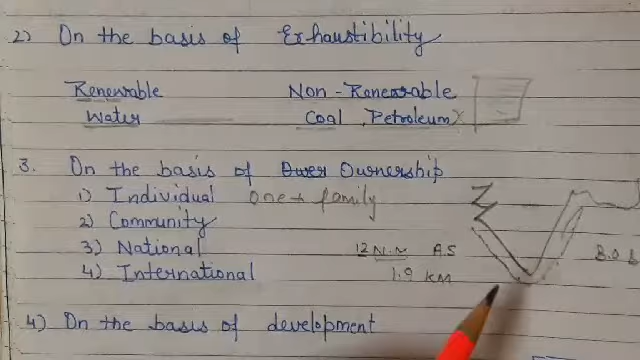 2) On the basis of Exhaustibility
Renewable Non-Renewable
Water Coal, Petroleum
3. On the basis of Ownership
1) Individual one → family
2) Community
3) National 12 N.M A.S
4) International 1.9 KM
4) On the basis of development